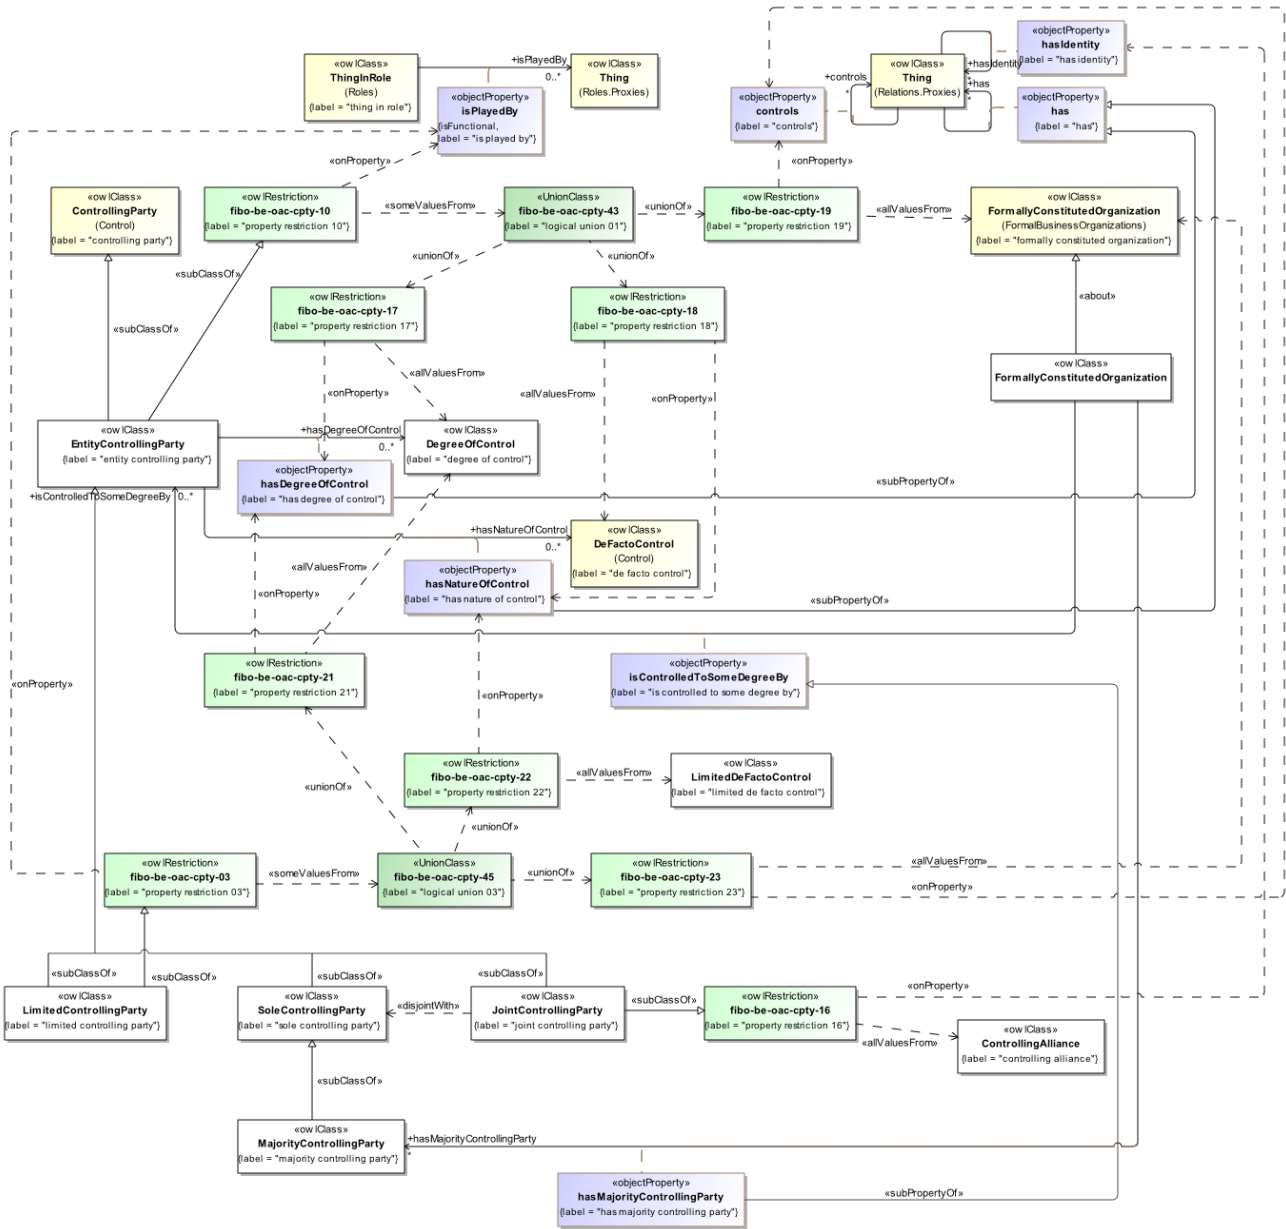 «objectProperty»
hasIdentity
{label = "has identity"}
«owlClass»
ThingInRole
(Roles)
{label = "thing in role"}
+isPlayedBy
0..*
«owlClass»
Thing
(Roles.Proxies)
«owlClass»
Thing
(Relations.Proxies)
+hasIdentity
*
+has
*
+controls
*
«objectProperty»
isPlayedBy
{isFunctional,
label = "is played by"}
«objectProperty»
controls
{label = "controls"}
«objectProperty»
has
{label = "has"}
«onProperty»
«onProperty»
«owlClass»
ControllingParty
(Control)
{label = "controlling party"}
«owlRestriction»
fibo-be-oac-cpty-10
{label = "property restriction 10"}
«someValuesFrom»
«UnionClass»
fibo-be-oac-cpty-43
{label = "logical union 01"}
«unionOf»
«owlRestriction»
fibo-be-oac-cpty-19
{label = "property restriction 19"}
«allValuesFrom»
«owlClass»
FormallyConstitutedOrganization
(FormalBusinessOrganizations)
{label = "formally constituted organization"}
«unionOf»
«unionOf»
«subClassOf»
«owlRestriction»
fibo-be-oac-cpty-17
{label = "property restriction 17"}
«owlRestriction»
fibo-be-oac-cpty-18
{label = "property restriction 18"}
«about»
«subClassOf»
«allValuesFrom»
«onProperty»
«allValuesFrom»
«onProperty»
«owlClass»
FormallyConstitutedOrganization
«owlClass»
EntityControllingParty
{label = "entity controlling party"}
+hasDegreeOfControl
0..*
«owlClass»
DegreeOfControl
{label = "degree of control"}
«objectProperty»
hasDegreeOfControl
{label = "has degree of control"}
«subPropertyOf»
+isControlledToSomeDegreeBy
0..*
+hasNatureOfControl
0..*
«owlClass»
DeFactoControl
(Control)
{label = "de facto control"}
«allValuesFrom»
«objectProperty»
hasNatureOfControl
{label = "has nature of control"}
«onProperty»
«subPropertyOf»
«owlRestriction»
fibo-be-oac-cpty-21
{label = "property restriction 21"}
«objectProperty»
isControlledToSomeDegreeBy
{label = "is controlled to some degree by"}
«onProperty»
«onProperty»
«owlRestriction»
fibo-be-oac-cpty-22
{label = "property restriction 22"}
«allValuesFrom»
«owlClass»
LimitedDeFactoControl
{label = "limited de facto control"}
«unionOf»
«unionOf»
«owlRestriction»
fibo-be-oac-cpty-03
{label = "property restriction 03"}
«someValuesFrom»
«UnionClass»
fibo-be-oac-cpty-45
{label = "logical union 03"}
«unionOf»
«owlRestriction»
fibo-be-oac-cpty-23
{label = "property restriction 23"}
«allValuesFrom»
«onProperty»
«subClassOf»
«subClassOf»
«subClassOf»
«subClassOf»
«owlClass»
LimitedControllingParty
{label = "limited controlling party"}
«owlClass»
SoleControllingParty
{label = "sole controlling party"}
«disjointWith»
«owlClass»
JointControllingParty
{label = "joint controlling party"}
«subClassOf»
«owlRestriction»
fibo-be-oac-cpty-16
{label = "property restriction 16"}
«onProperty»
«allValuesFrom»
«owlClass»
ControllingAlliance
{label = "controlling alliance"}
«subClassOf»
«owlClass»
MajorityControllingParty
{label = "majority controlling party"}
+hasMajorityControllingParty
*
«objectProperty»
hasMajorityControllingParty
{label = "has majority controlling party"}
«subPropertyOf»